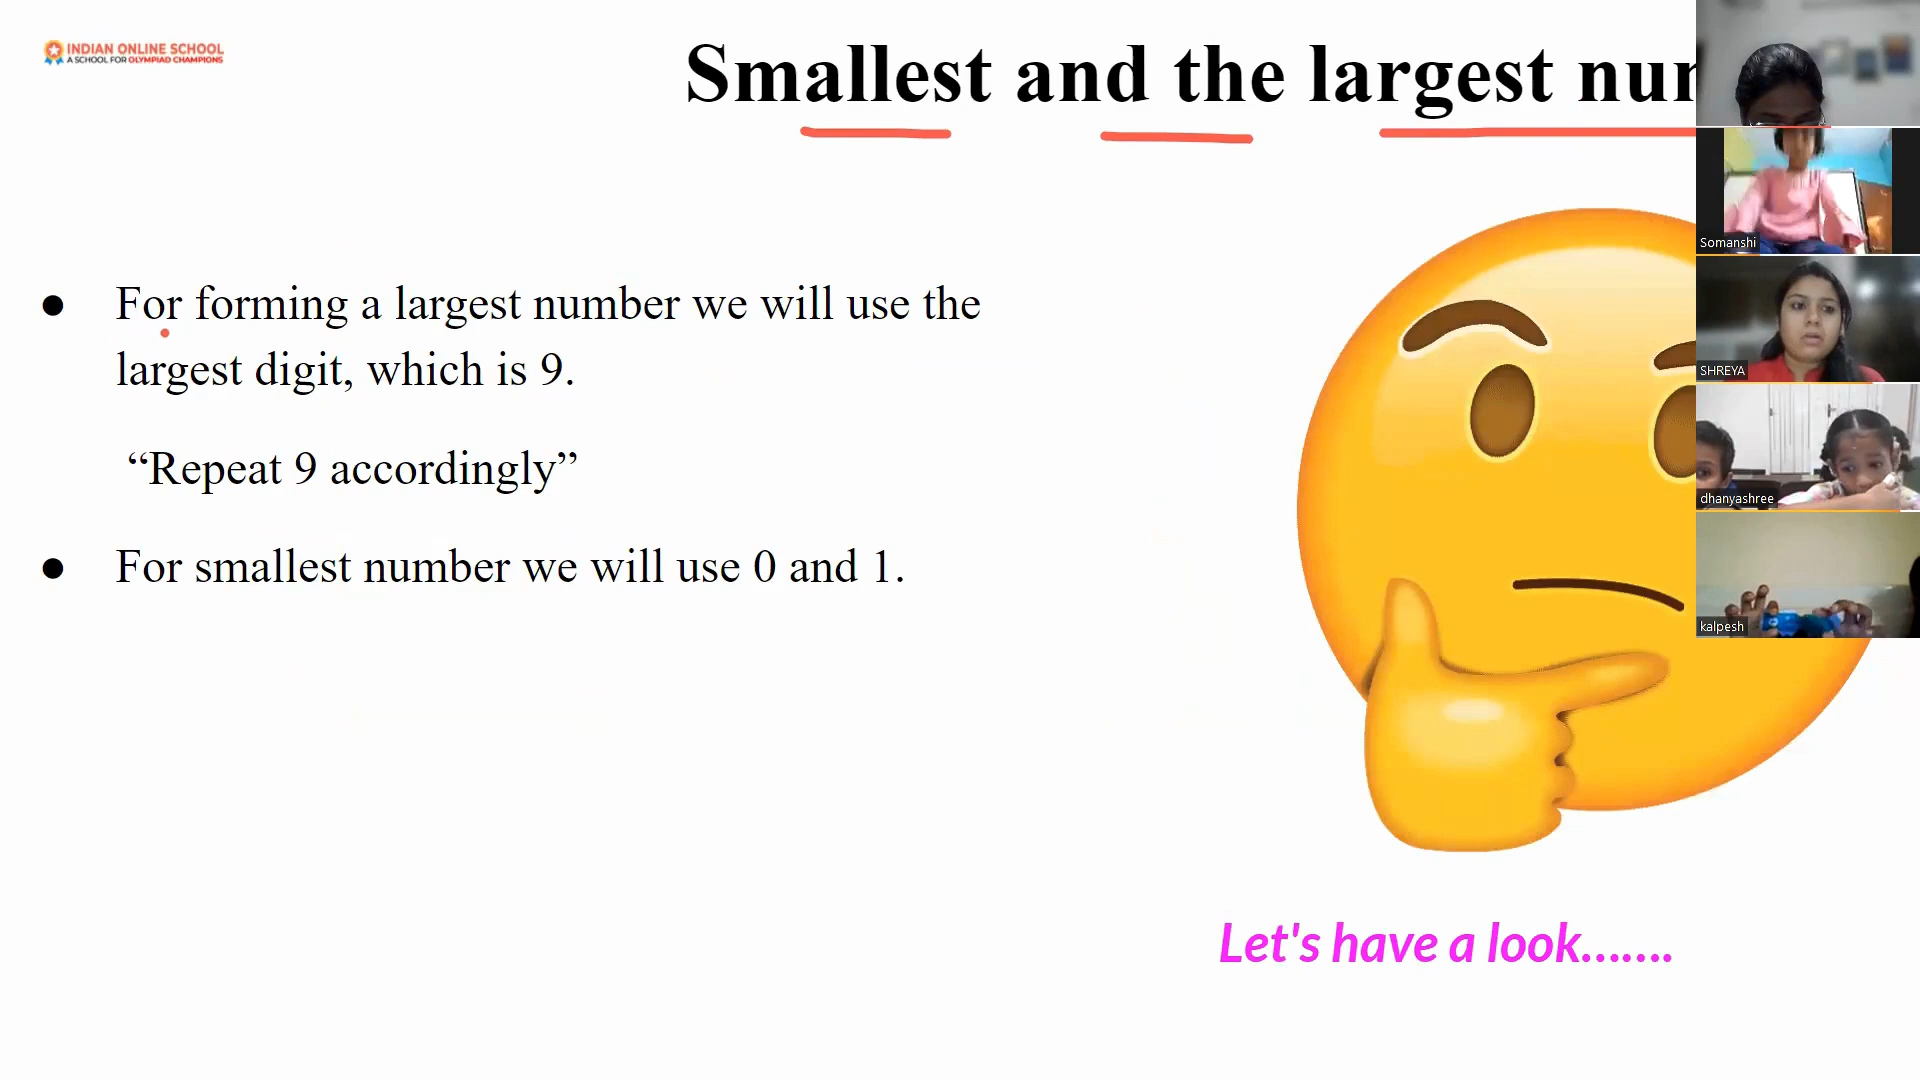 INDIAN ONLINE SCHOOL
A SCHOOL FOR OLYMPIAD CHAMPIONS
Smallest and the largest
● For forming a largest number we will use the
largest digit, which is 9.
“Repeat 9 accordingly”
● For smallest number we will use 0 and 1.
Let's have a look.......
Somanshi
SHREYA
dhanyashree
kalpesh